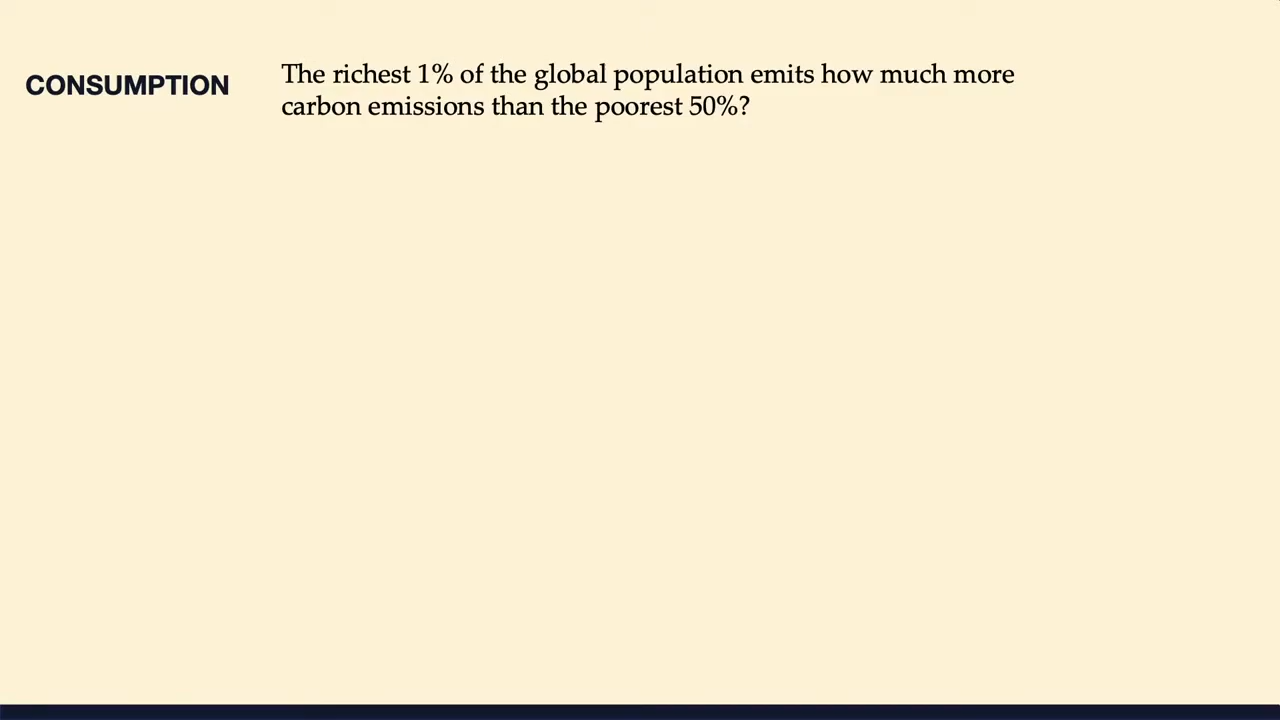 CONSUMPTION
The richest 1% of the global population emits how much more
carbon emissions than the poorest 50%?